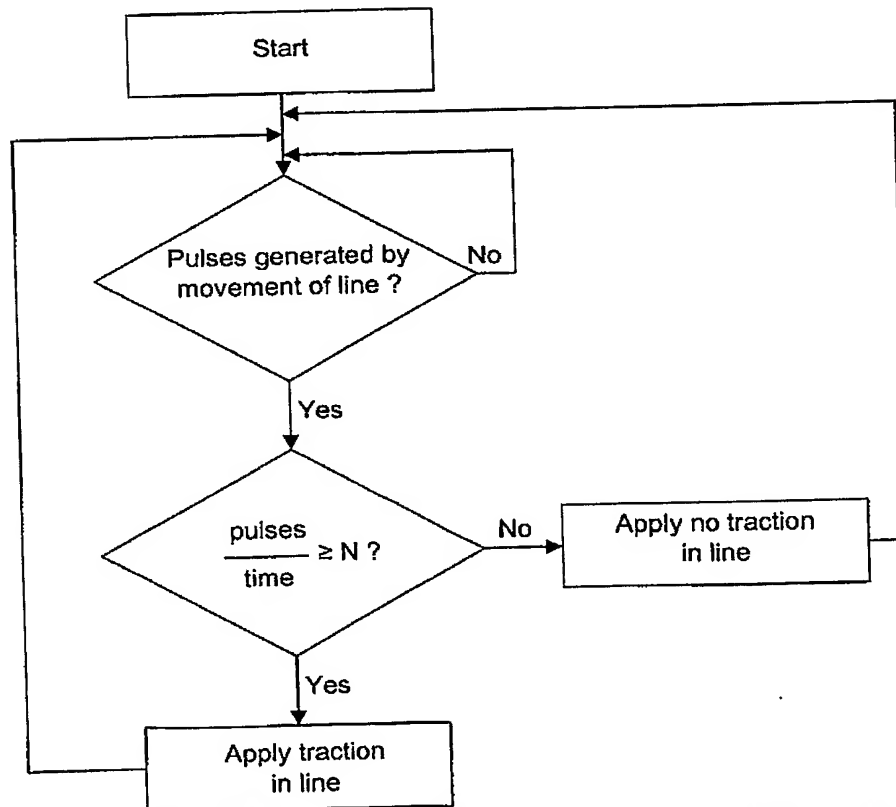 Start
Pulses generated by
movement of line ?
No
Yes
pulses
time
≥ N ?
No
Apply no traction
in line
Yes
Apply traction
in line